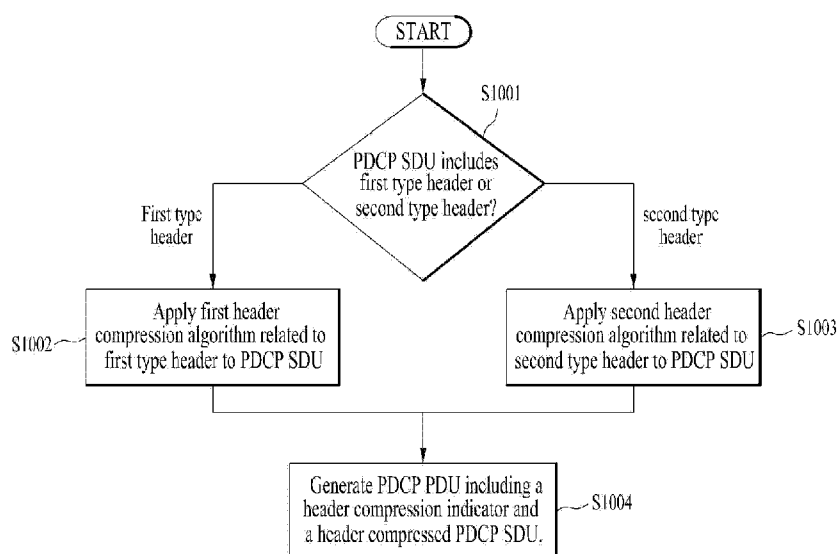 START
S1001
PDCP SDU includes
first type header or
second type header?
First type
header
second type
header
Apply first header
compression algorithm related to
first type header to PDCP SDU
S1002
Apply second header
compression algorithm related to
second type header to PDCP SDU
S1003
Generate PDCP PDU including a
header compression indicator and
a header compressed PDCP SDU.
S1004